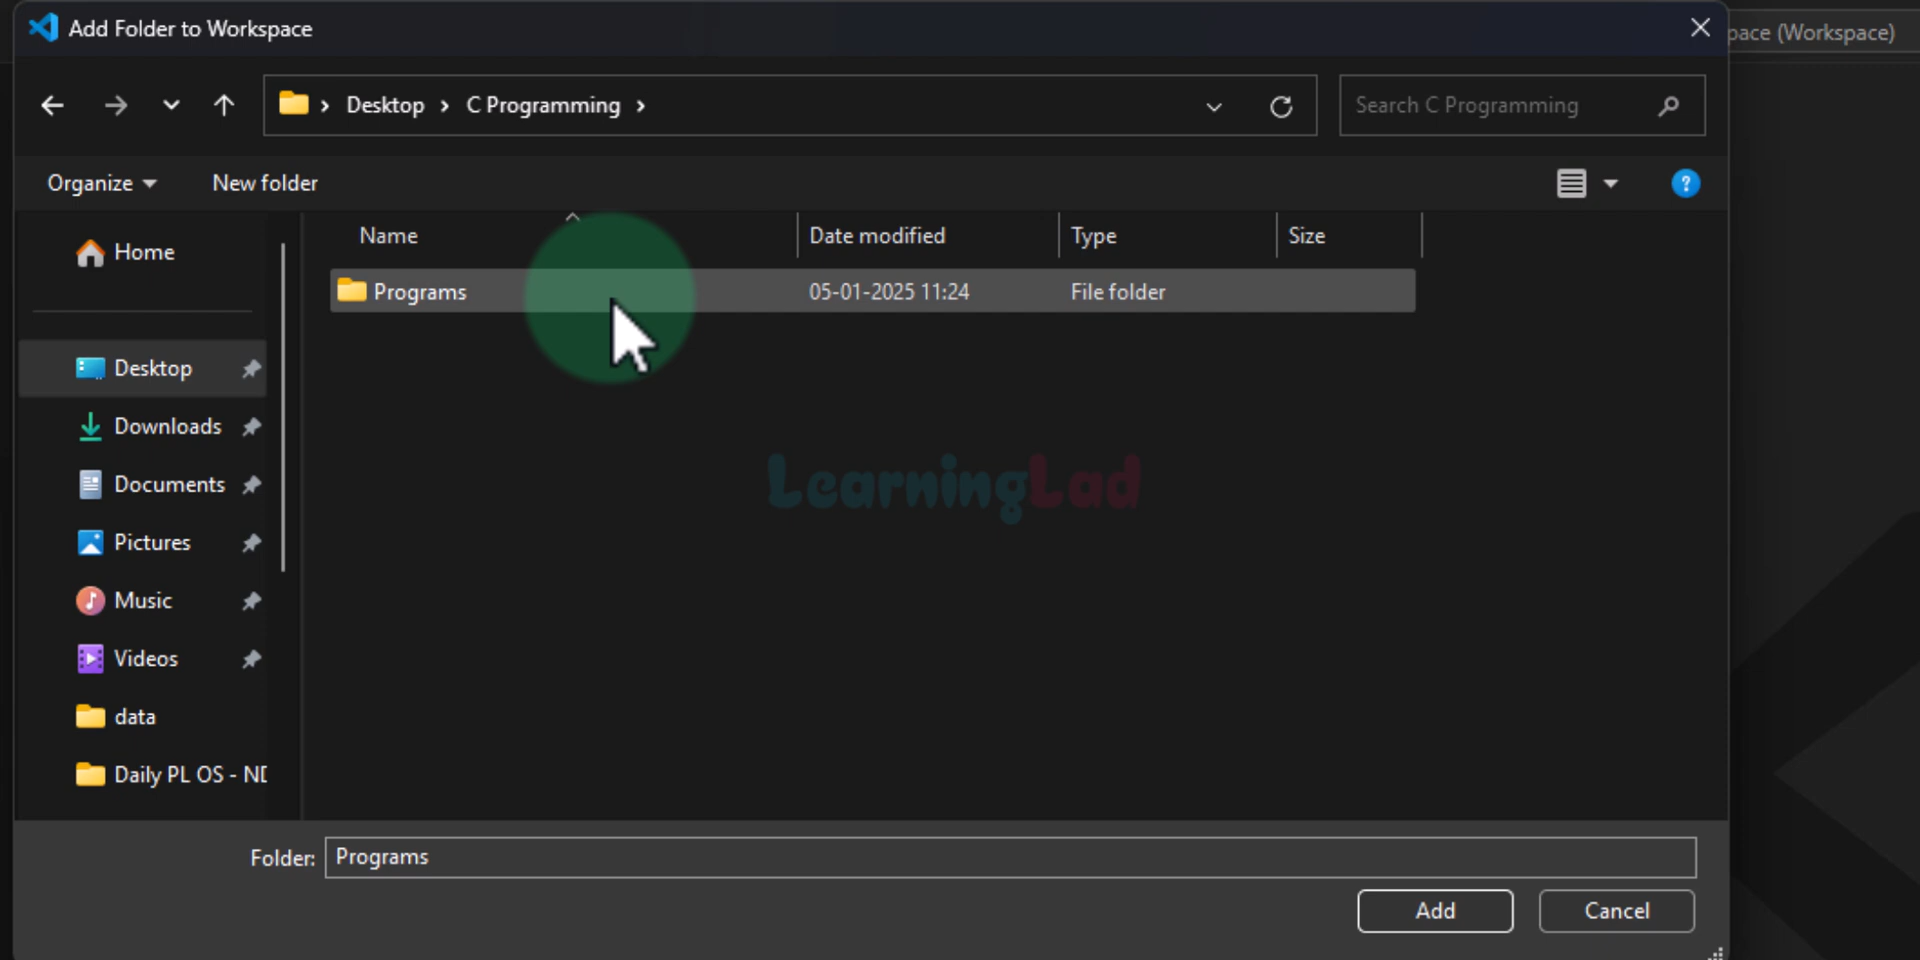 Add Folder to Workspace
pace (Workspace)
Desktop
C Programming
Search C Programming
Organize
New folder
?
Name
Date modified
Type
Size
Programs
05-01-2025 11:24
File folder
Home
Desktop
Downloads
Documents
Pictures
Music
Videos
data
Daily PL OS - ND
LearningLad
Folder:
Programs
Add
Cancel